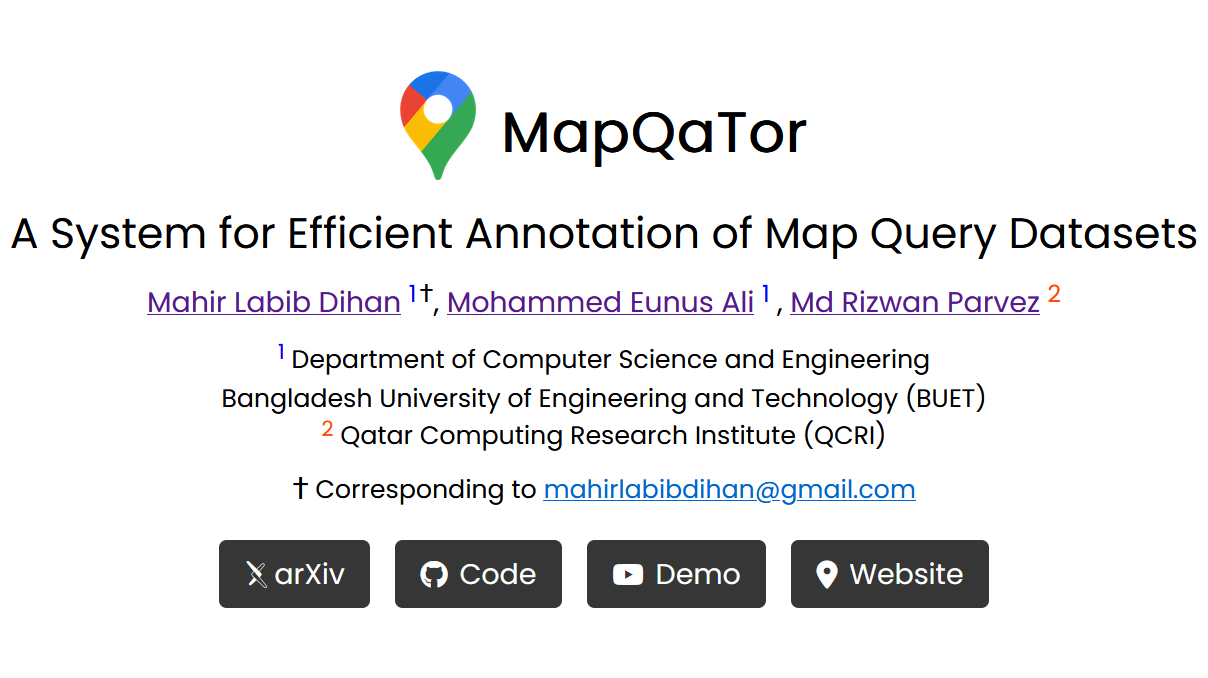 MapQaTor
A System for Efficient Annotation of Map Query Datasets
Mahir Labib Dihan 1†, Mohammed Eunus Ali 1 , Md Rizwan Parvez 2
1 Department of Computer Science and Engineering
Bangladesh University of Engineering and Technology (BUET)
2 Qatar Computing Research Institute (QCRI)
† Corresponding to mahirlabibdihan@gmail.com
arXiv Code Demo Website